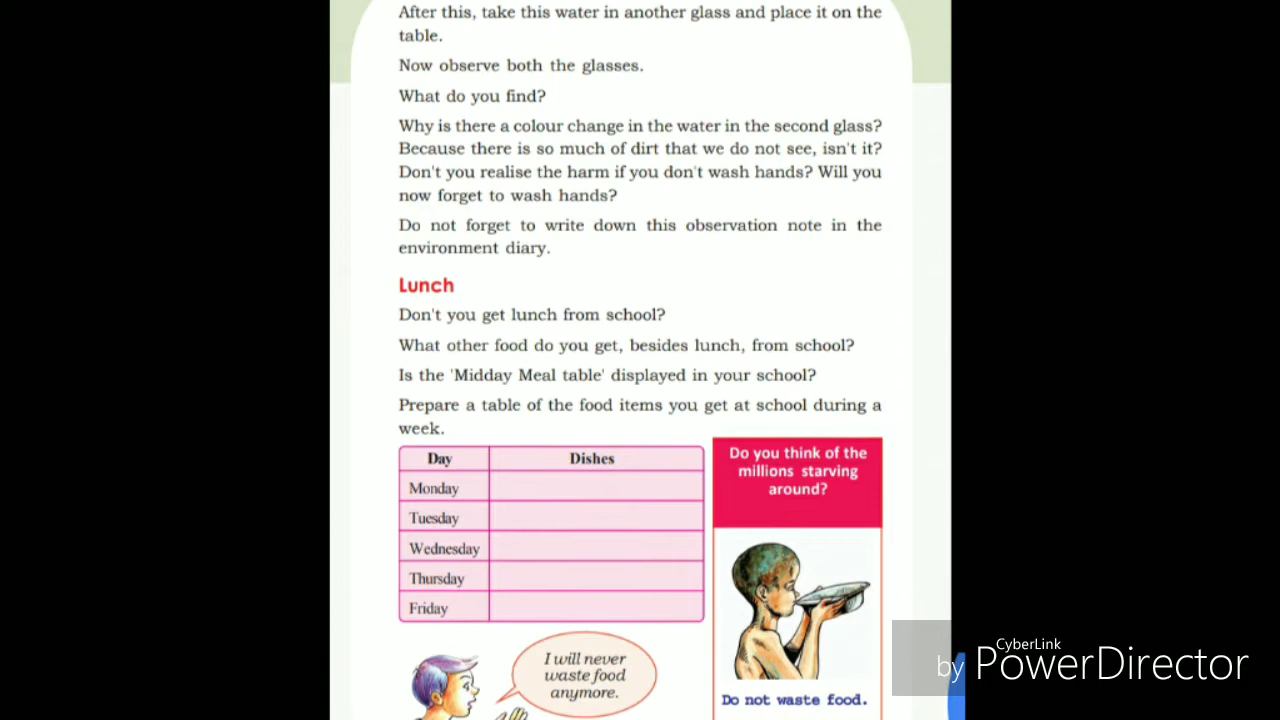 After this, take this water in another glass and place it on the
table.
Now observe both the glasses.
What do you find?
Why is there a colour change in the water in the second glass?
Because there is so much of dirt that we do not see, isn't it?
Don't you realise the harm if you don't wash hands? Will you
now forget to wash hands?
Do not forget to write down this observation note in the
environment diary.
Lunch
Don't you get lunch from school?
What other food do you get, besides lunch, from school?
Is the 'Midday Meal table' displayed in your school?
Prepare a table of the food items you get at school during a
week.
Day Dishes
Monday
Tuesday
Wednesday
Thursday
Friday
Do you think of the
millions starving
around?
Do not waste food.
I will never
waste food
anymore.
by CyberLink
PowerDirector